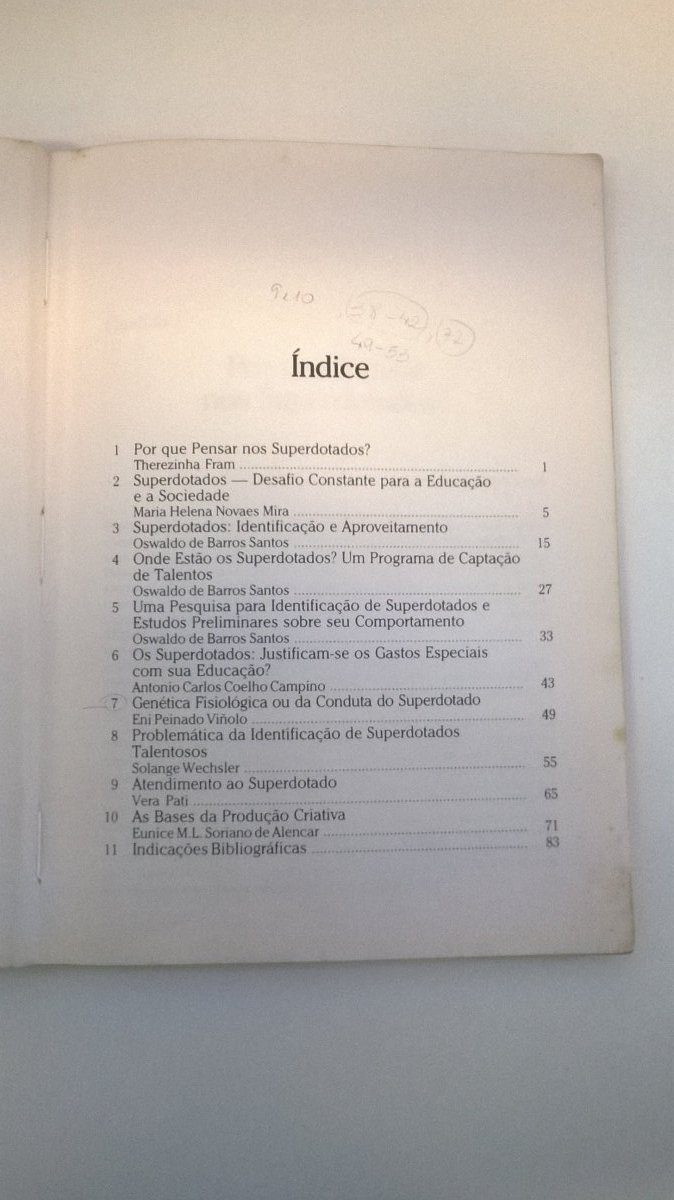 9,10
-42, 72
49-53
Índice
1 Por que Pensar nos Superdotados?
Therezinha Fram ........ 1
2 Superdotados — Desafio Constante para a Educação
e a Sociedade
Maria Helena Novaes Mira ........ 5
3 Superdotados: Identificação e Aproveitamento
Oswaldo de Barros Santos ........ 15
4 Onde Estão os Superdotados? Um Programa de Captação
de Talentos
Oswaldo de Barros Santos ........ 27
5 Uma Pesquisa para Identificação de Superdotados e
Estudos Preliminares sobre seu Comportamento
Oswaldo de Barros Santos ........ 33
6 Os Superdotados: Justificam-se os Gastos Especiais
com sua Educação?
Antonio Carlos Coelho Campino ........ 43
7 Genética Fisiológica ou da Conduta do Superdotado
Eni Peinado Viñolo ........ 49
8 Problemática da Identificação de Superdotados
Talentosos
Solange Wechsler ........ 55
9 Atendimento ao Superdotado
Vera Pati ........ 65
10 As Bases da Produção Criativa
Eunice M.L. Soriano de Alencar ........ 71
11 Indicações Bibliográficas ........ 83